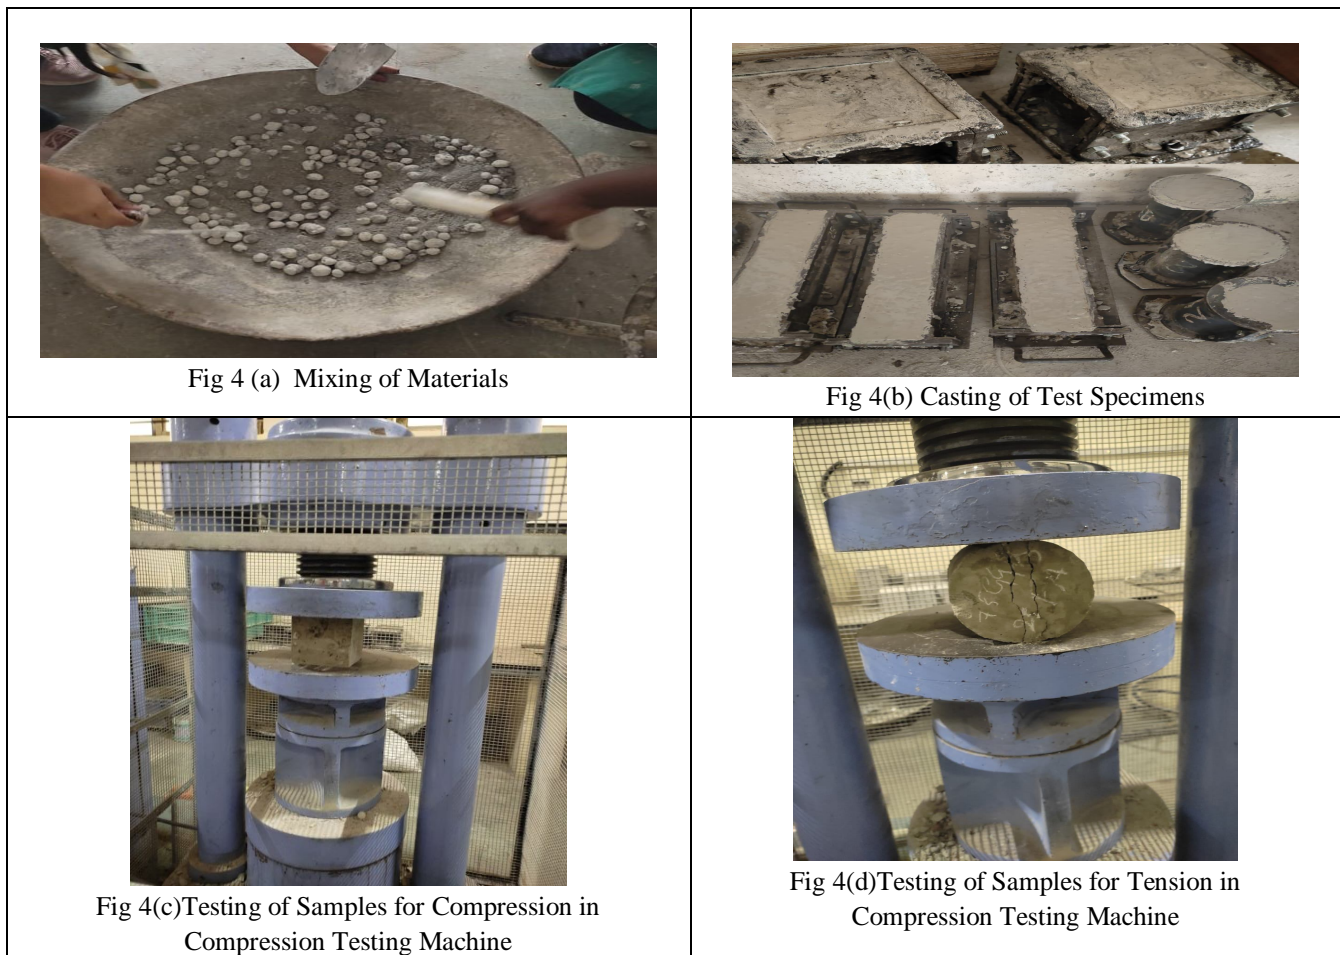 Fig 4 (a) Mixing of Materials
Fig 4(b) Casting of Test Specimens
Fig 4(c)Testing of Samples for Compression in
Compression Testing Machine
Fig 4(d)Testing of Samples for Tension in
Compression Testing Machine